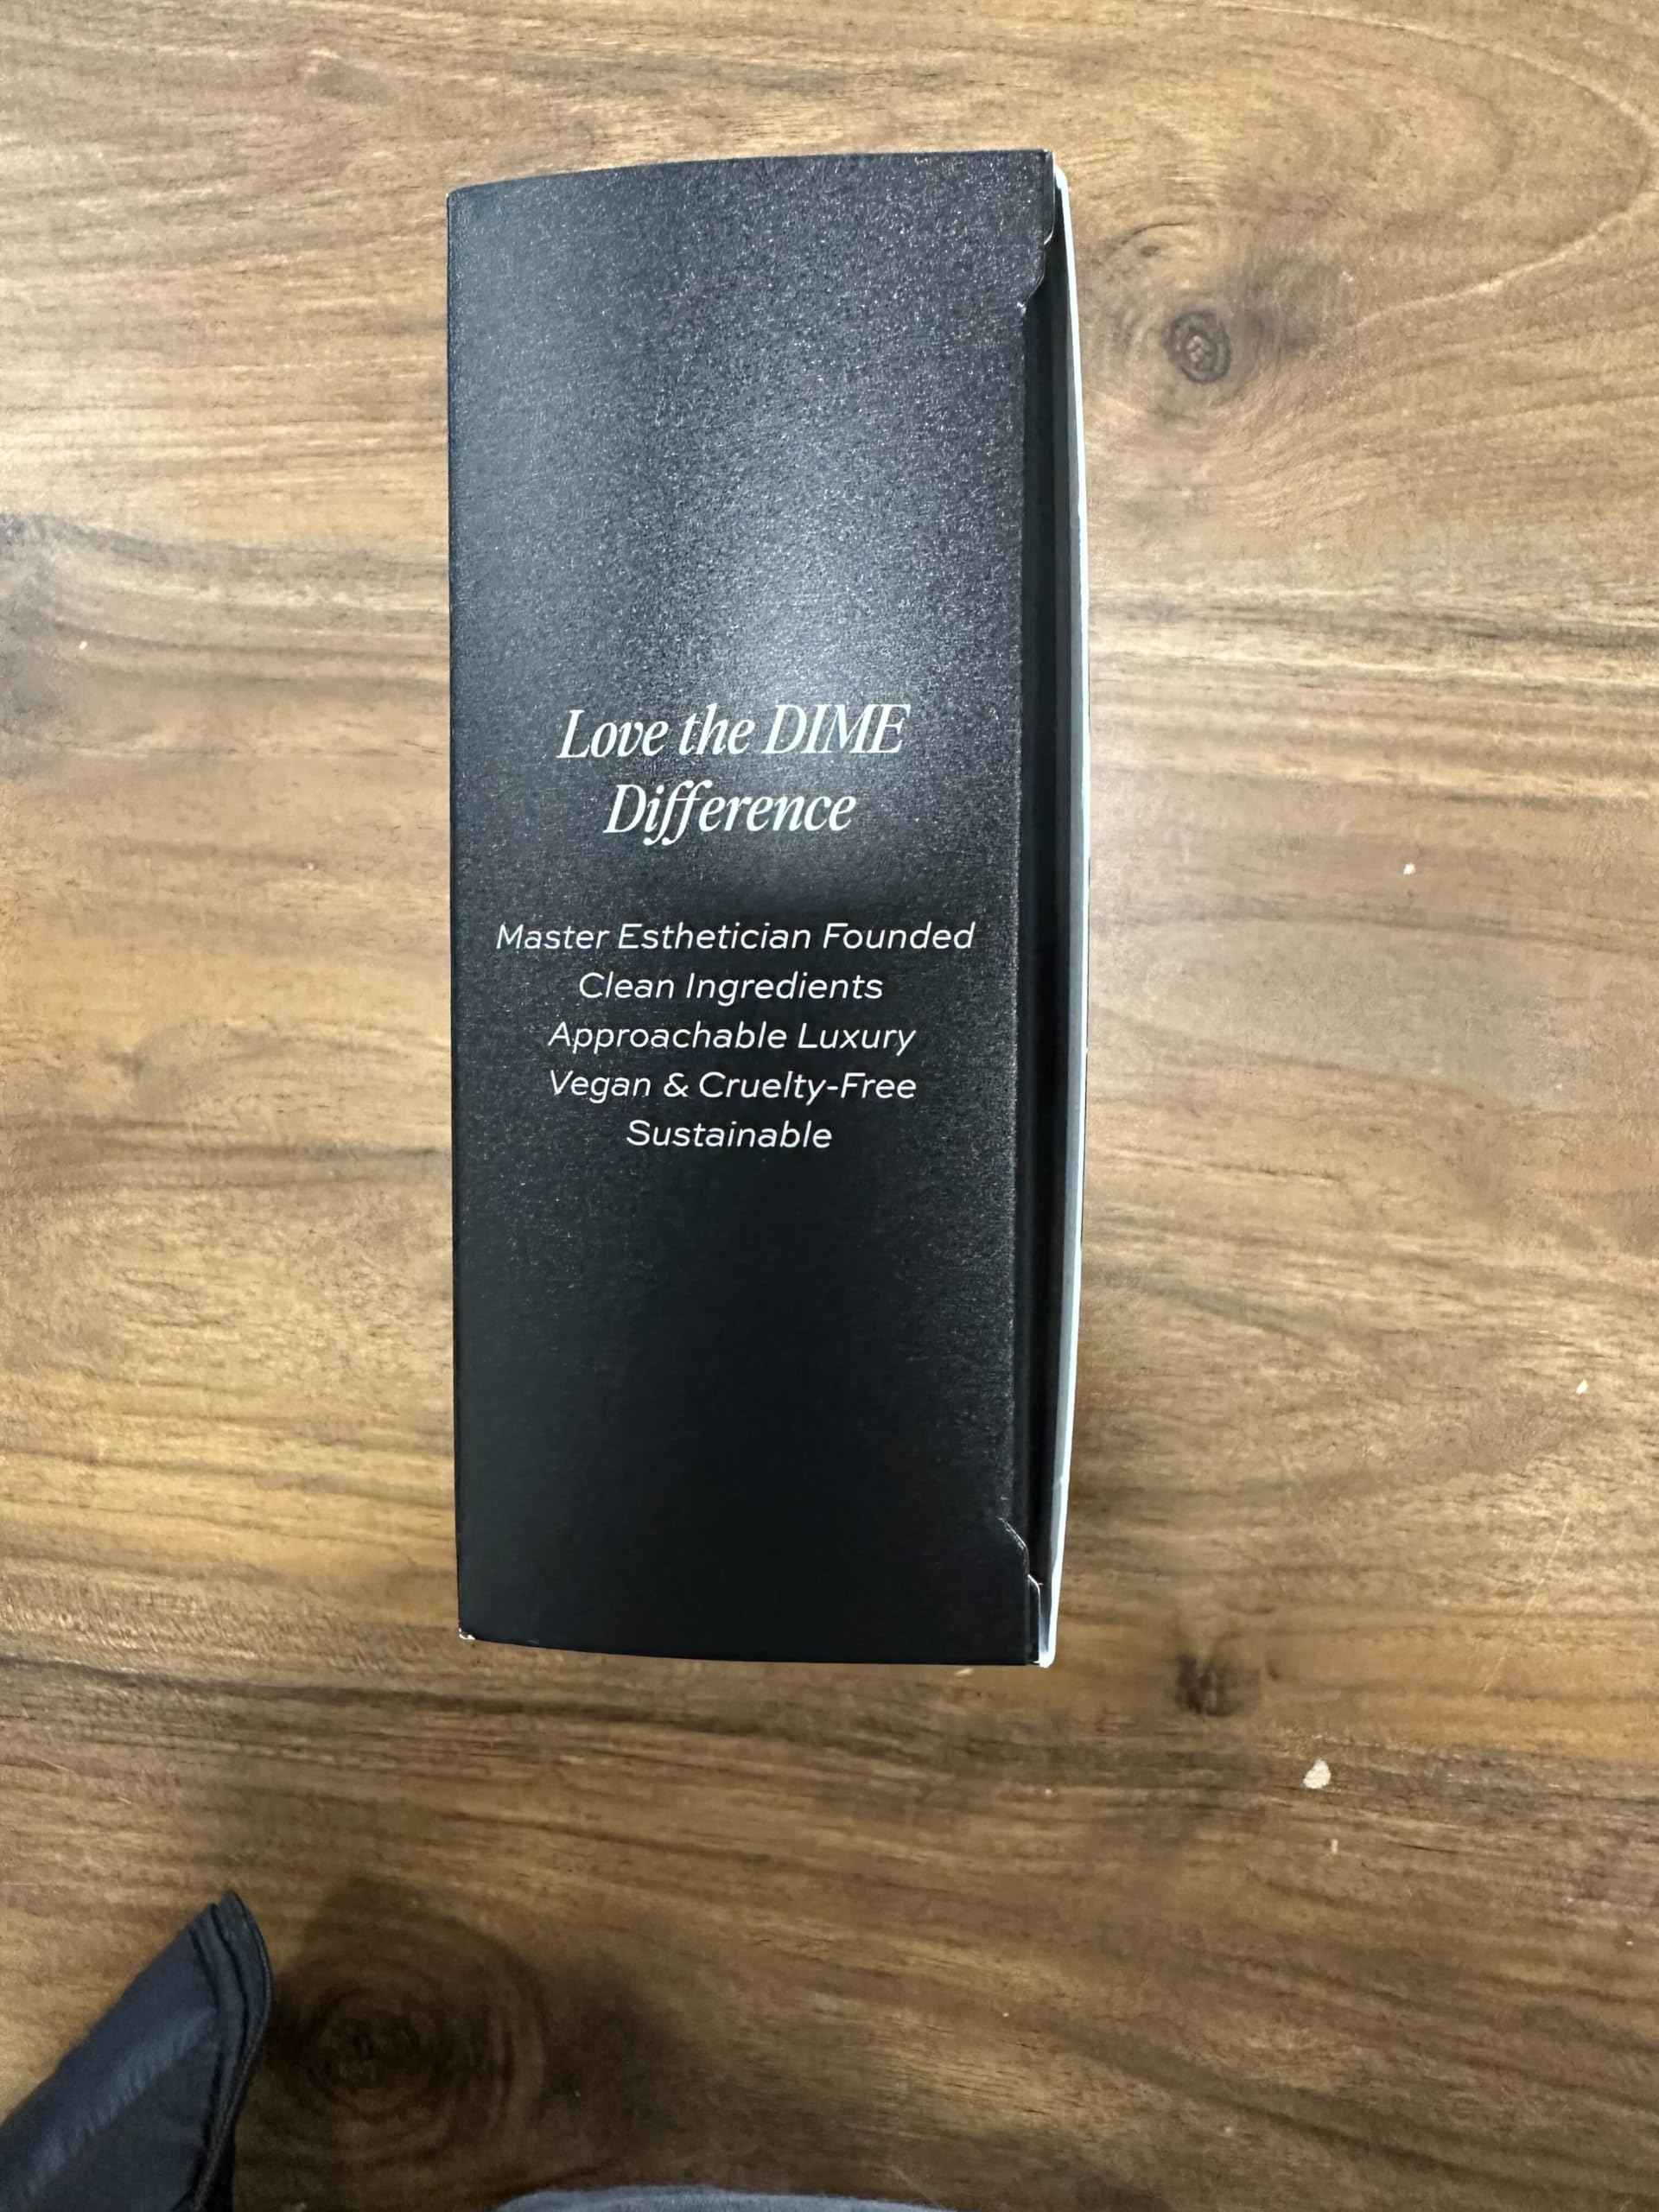 Love the DIME
Difference
Master Esthetician Founded
Clean Ingredients
Approachable Luxury
Vegan & Cruelty-Free
Sustainable